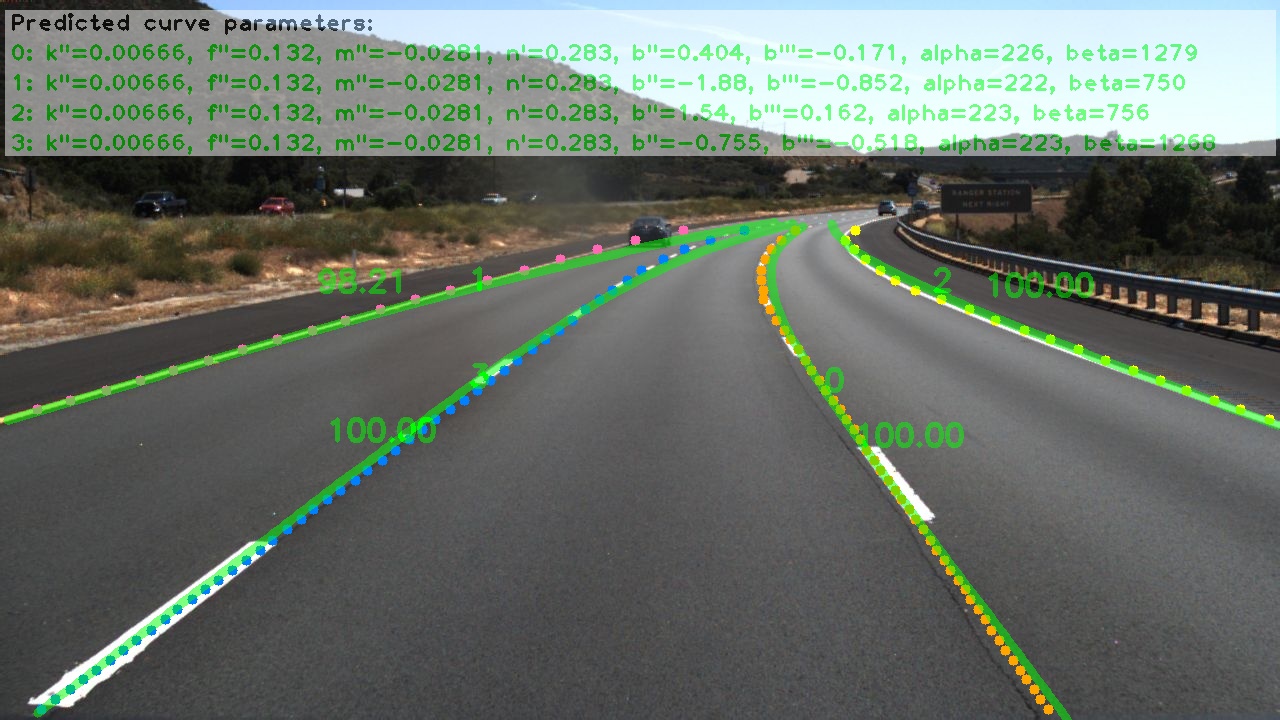 Predicted curve parameters:
0: k''=0.00666, f''=0.132, m''=-0.0281, n'=0.283, b''=0.404, b'''=-0.171, alpha=226, beta=1279
1: k''=0.00666, f''=0.132, m''=-0.0281, n'=0.283, b''=-1.88, b'''=-0.852, alpha=222, beta=750
2: k''=0.00666, f''=0.132, m''=-0.0281, n'=0.283, b''=1.54, b'''=0.162, alpha=223, beta=756
3: k''=0.00666, f''=0.132, m''=-0.0281, n'=0.283, b''=-0.755, b'''=-0.518, alpha=223, beta=1268
RANGER STATION
NEXT RIGHT
98.21 1
2 100.00
3
0
100.00
100.00